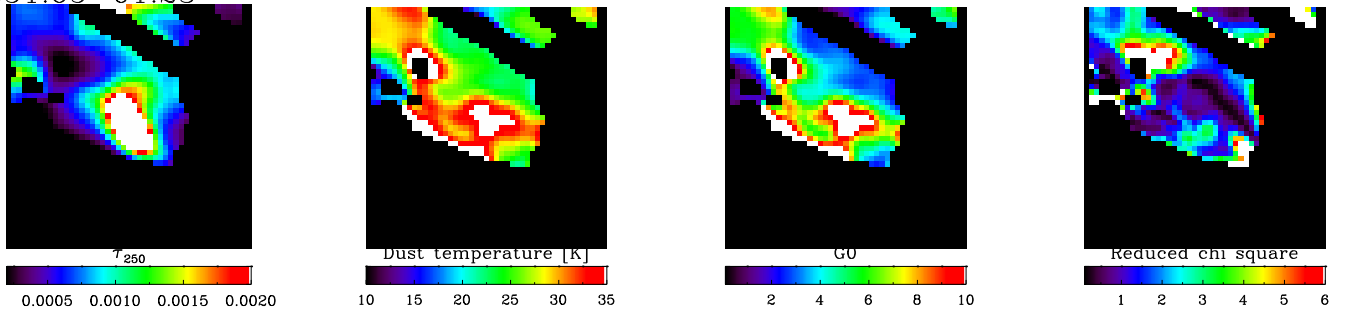 τ250
0.0005 0.0010 0.0015 0.0020
Dust temperature [K]
10 15 20 25 30 35
G0
2 4 6 8 10
Reduced chi square
1 2 3 4 5 6